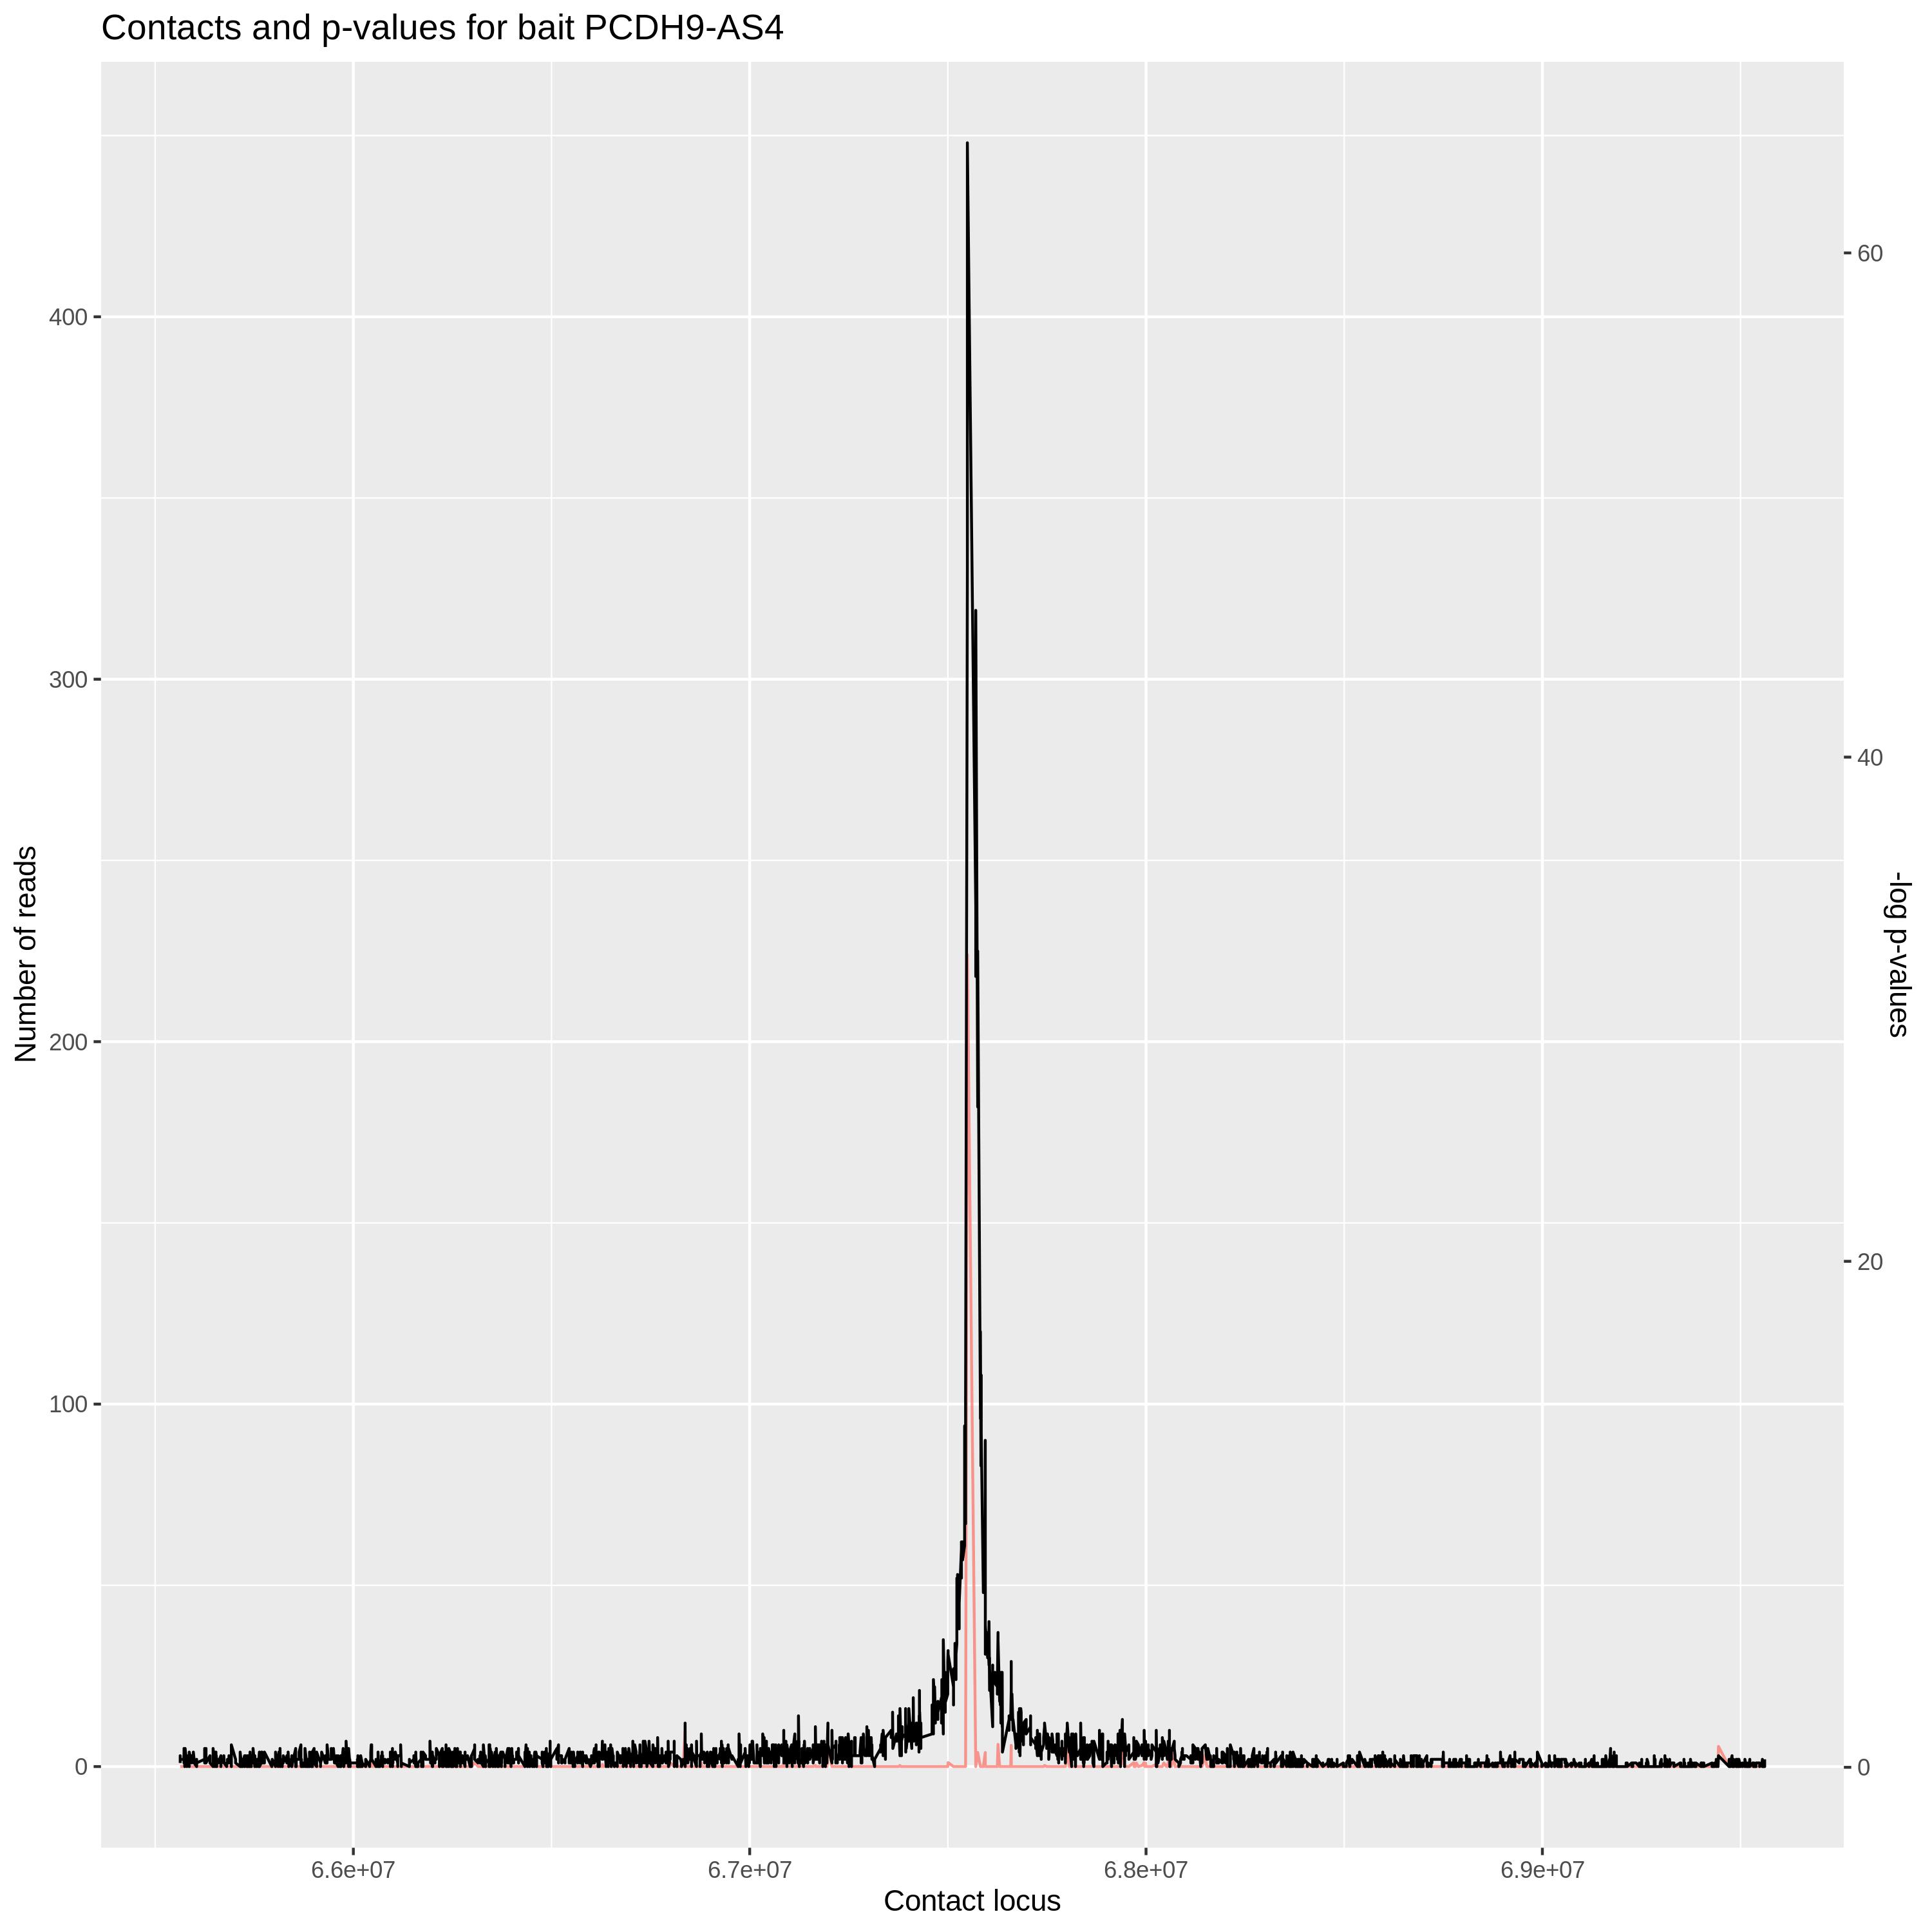 Contacts and p-values for bait PCDH9-AS4
Number of reads
400
300
200
100
0
60
40
20
0
-log p-values
6.6e+07
6.7e+07
6.8e+07
6.9e+07
Contact locus